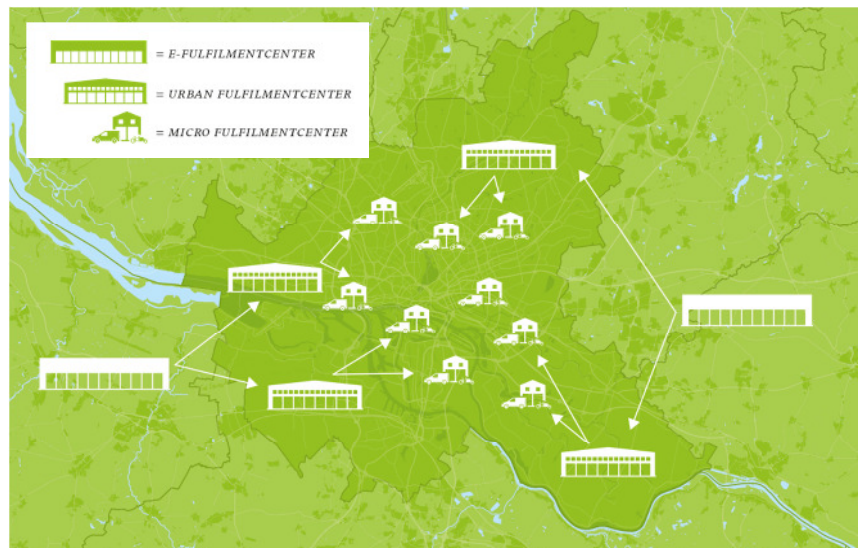 = E-FULFILMENTCENTER
= URBAN FULFILMENTCENTER
= MICRO FULFILMENTCENTER